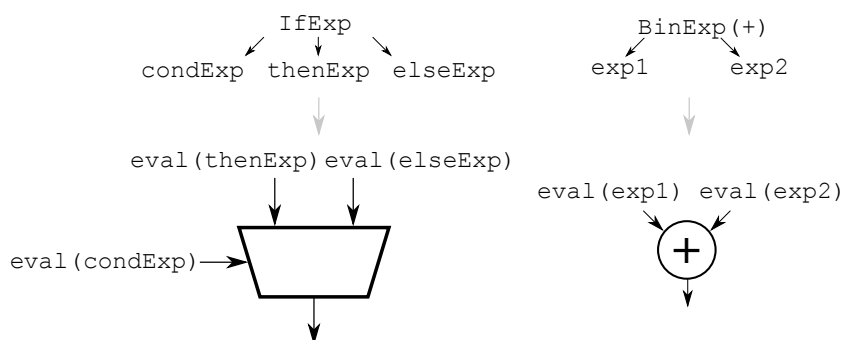 IfExp
condExp thenExp elseExp
eval(thenExp) eval(elseExp)
eval(condExp)
BinExp(+)
exp1 exp2
eval(exp1) eval(exp2)
+